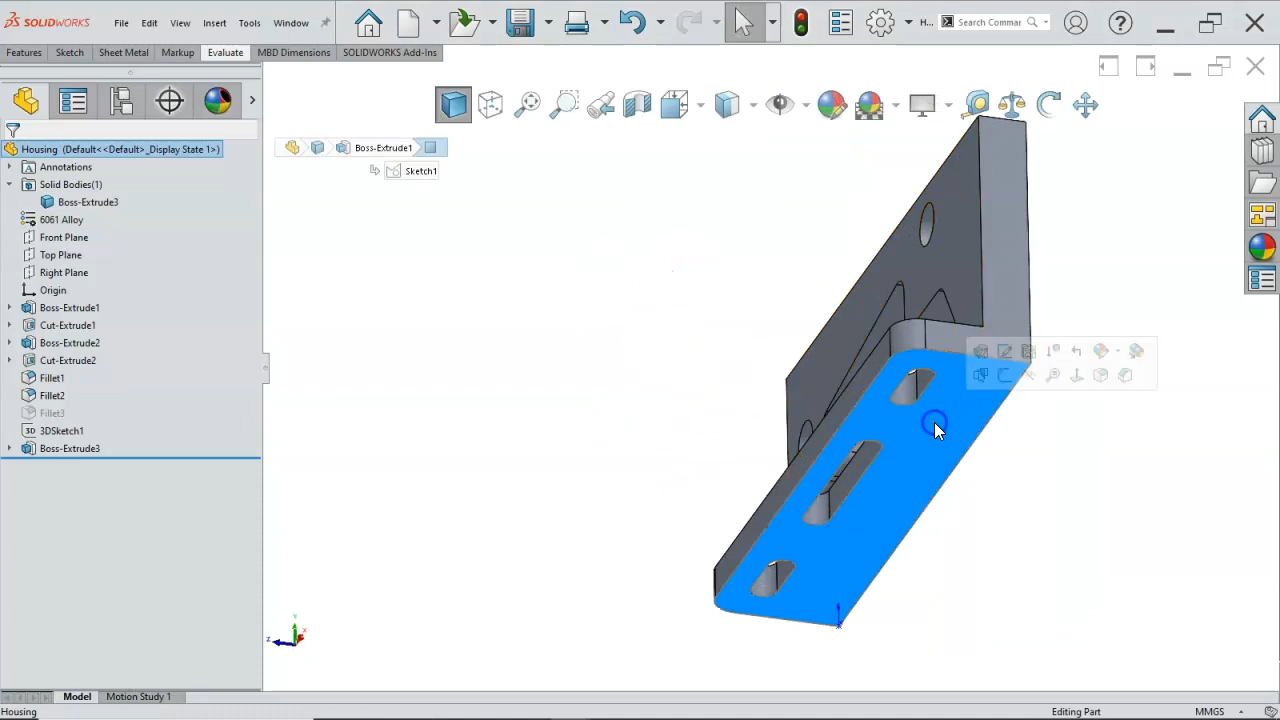 SOLIDWORKS File Edit View Insert Tools Window H... Search Commar
Features Sketch Sheet Metal Markup Evaluate MBD Dimensions SOLIDWORKS Add-Ins
Housing (Default<<Default>_Display State 1>)
Annotations
Solid Bodies(1)
Boss-Extrude3
6061 Alloy
Front Plane
Top Plane
Right Plane
Origin
Boss-Extrude1
Cut-Extrude1
Boss-Extrude2
Cut-Extrude2
Fillet1
Fillet2
Fillet3
3D 3DSketch1
Boss-Extrude3
Boss-Extrude1
Sketch1
Y
Z X
Model Motion Study 1
Housing Editing Part MMGS